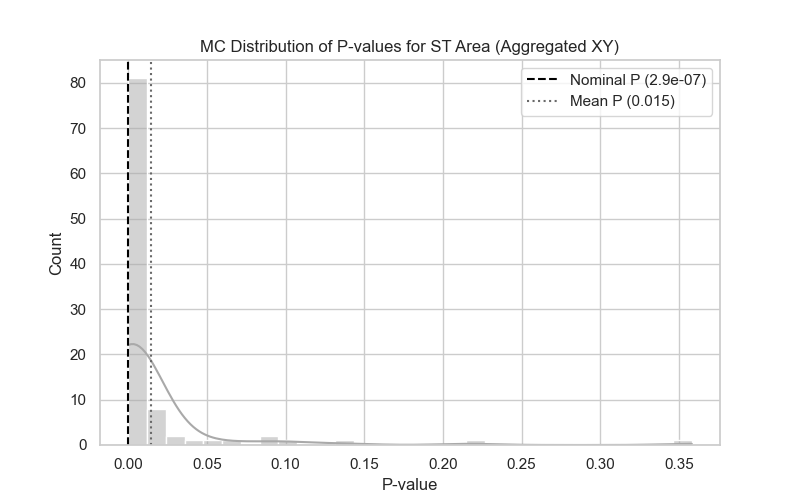 MC Distribution of P-values for ST Area (Aggregated XY)
Nominal P (2.9e-07)
Mean P (0.015)
80
70
60
50
40
30
20
10
0
Count
0.00 0.05 0.10 0.15 0.20 0.25 0.30 0.35
P-value